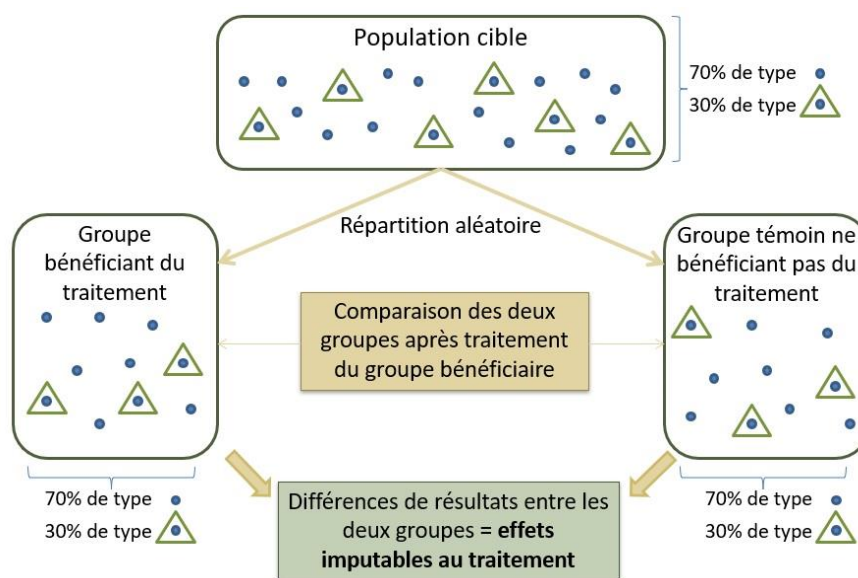 Population cible
70% de type
30% de type
Répartition aléatoire
Groupe
bénéficiant du
traitement
Groupe témoin ne
bénéficiant pas du
traitement
Comparaison des deux
groupes après traitement
du groupe bénéficiaire
70% de type
30% de type
Différences de résultats entre les
deux groupes = effets
imputables au traitement
70% de type
30% de type